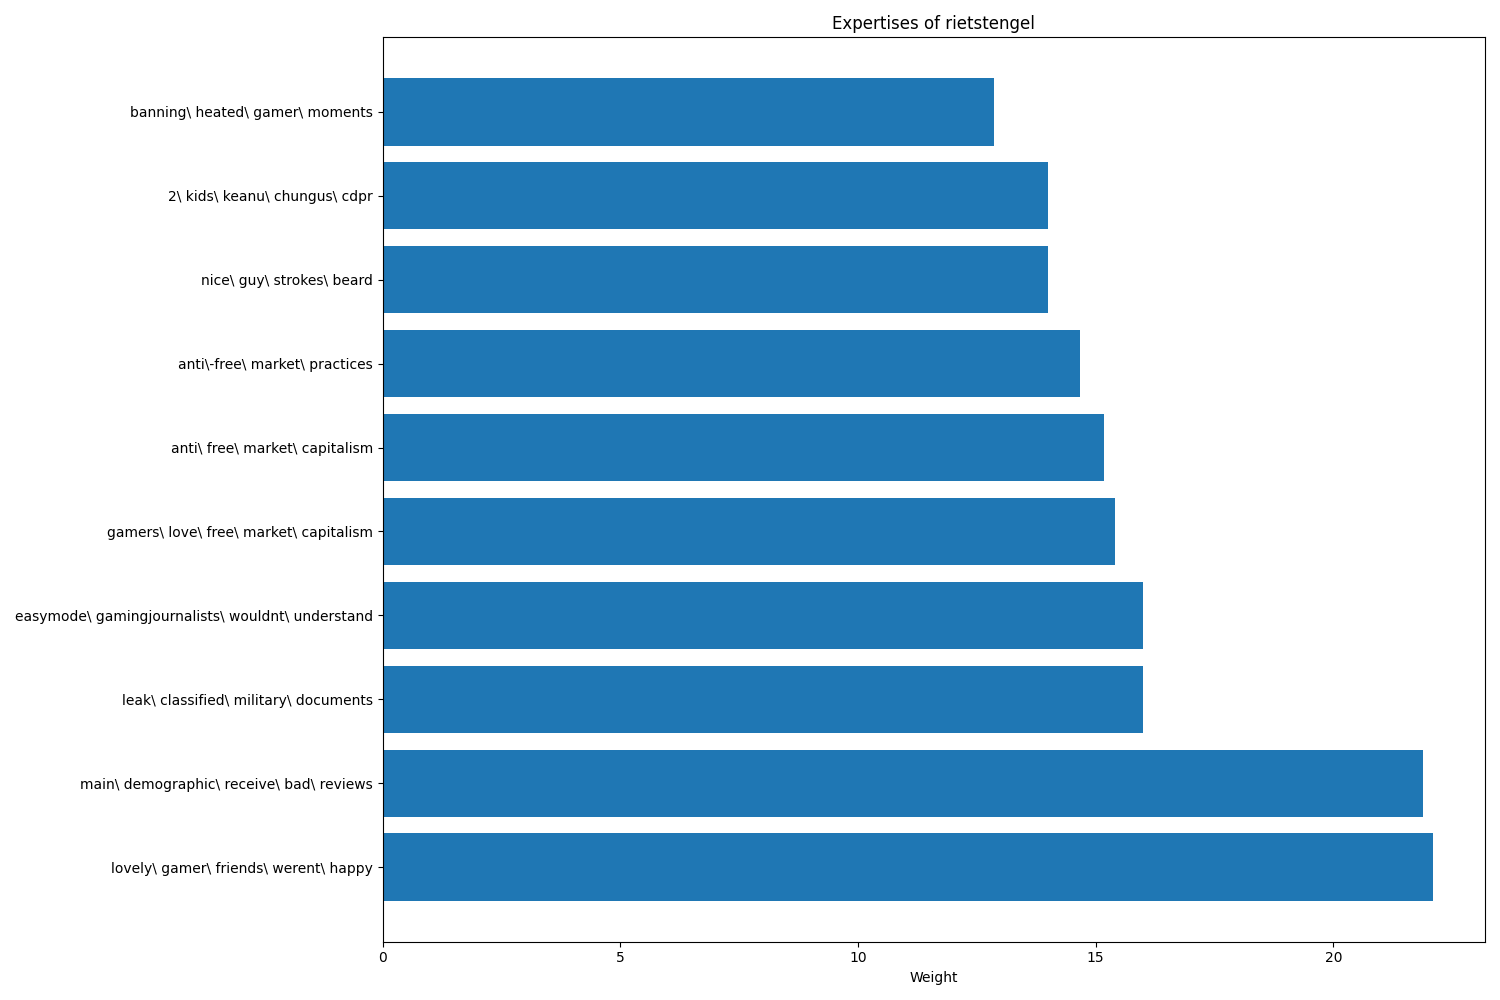 Expertises of rietstengel
banning\ heated\ gamer\ moments
2\ kids\ keanu\ chungus\ cdpr
nice\ guy\ strokes\ beard
anti\-free\ market\ practices
anti\ free\ market\ capitalism
gamers\ love\ free\ market\ capitalism
easymode\ gamingjournalists\ wouldnt\ understand
leak\ classified\ military\ documents
main\ demographic\ receive\ bad\ reviews
lovely\ gamer\ friends\ werent\ happy
0 5 10 15 20
Weight